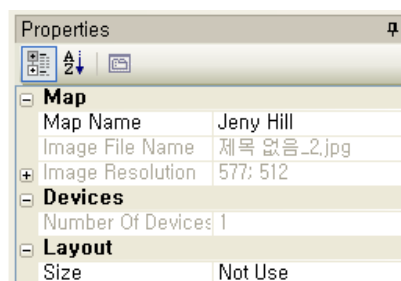 Properties
Map
Map Name Jeny Hill
Image File Name 제목 없음_2.jpg
Image Resolution 577; 512
Devices
Number Of Devices 1
Layout
Size Not Use